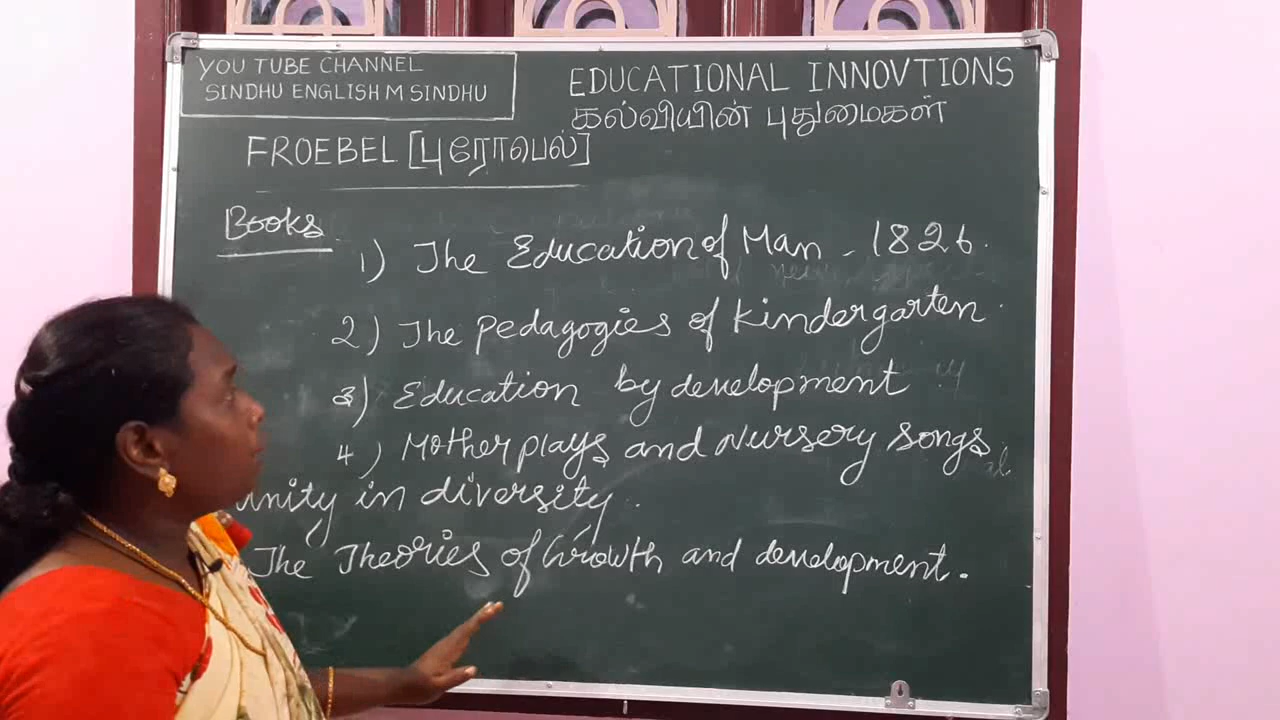 YOU TUBE CHANNEL
SINDHU ENGLISH M SINDHU
EDUCATIONAL INNOVTIONS
கல்வியின் புதுமைகள்
FROEBEL [புரோபெல்]
Books
1) The Education of Man - 1826.
2) The Pedagogies of Kindergarten.
3) Education by development
4) Mother plays and Nursery songs
unity in diversity.
The Theories of Growth and development.